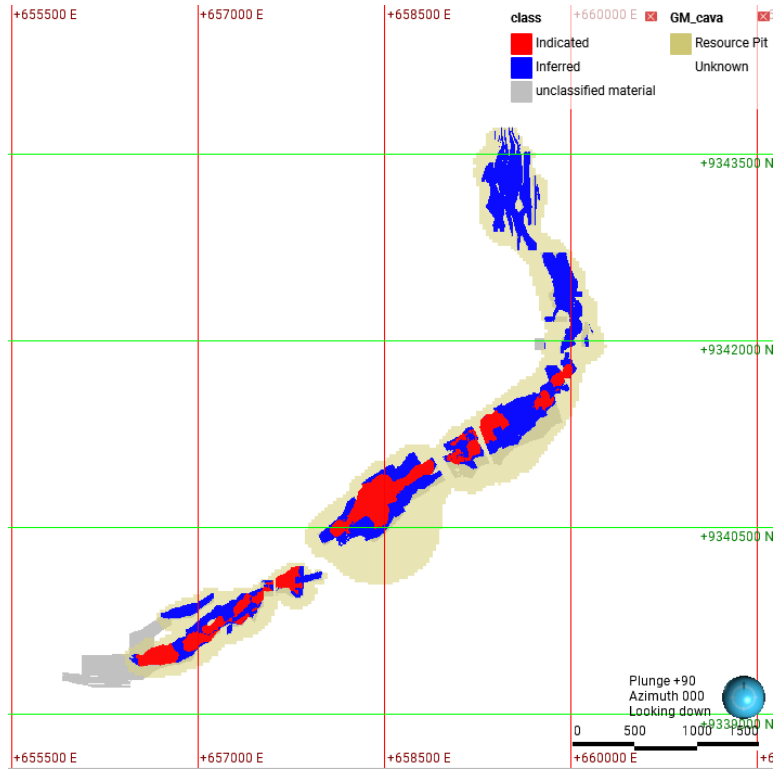 +655500 E
+657000 E
+658500 E
+660000 E
class
GM_cava
Indicated
Resource Pit
Inferred
Unknown
unclassified material
+9343500 N
+9342000 N
+9340500 N
Plunge +90
Azimuth 000
Looking down
+9339000 N
0
500
1000
1500
+655500 E
+657000 E
+658500 E
+660000 E